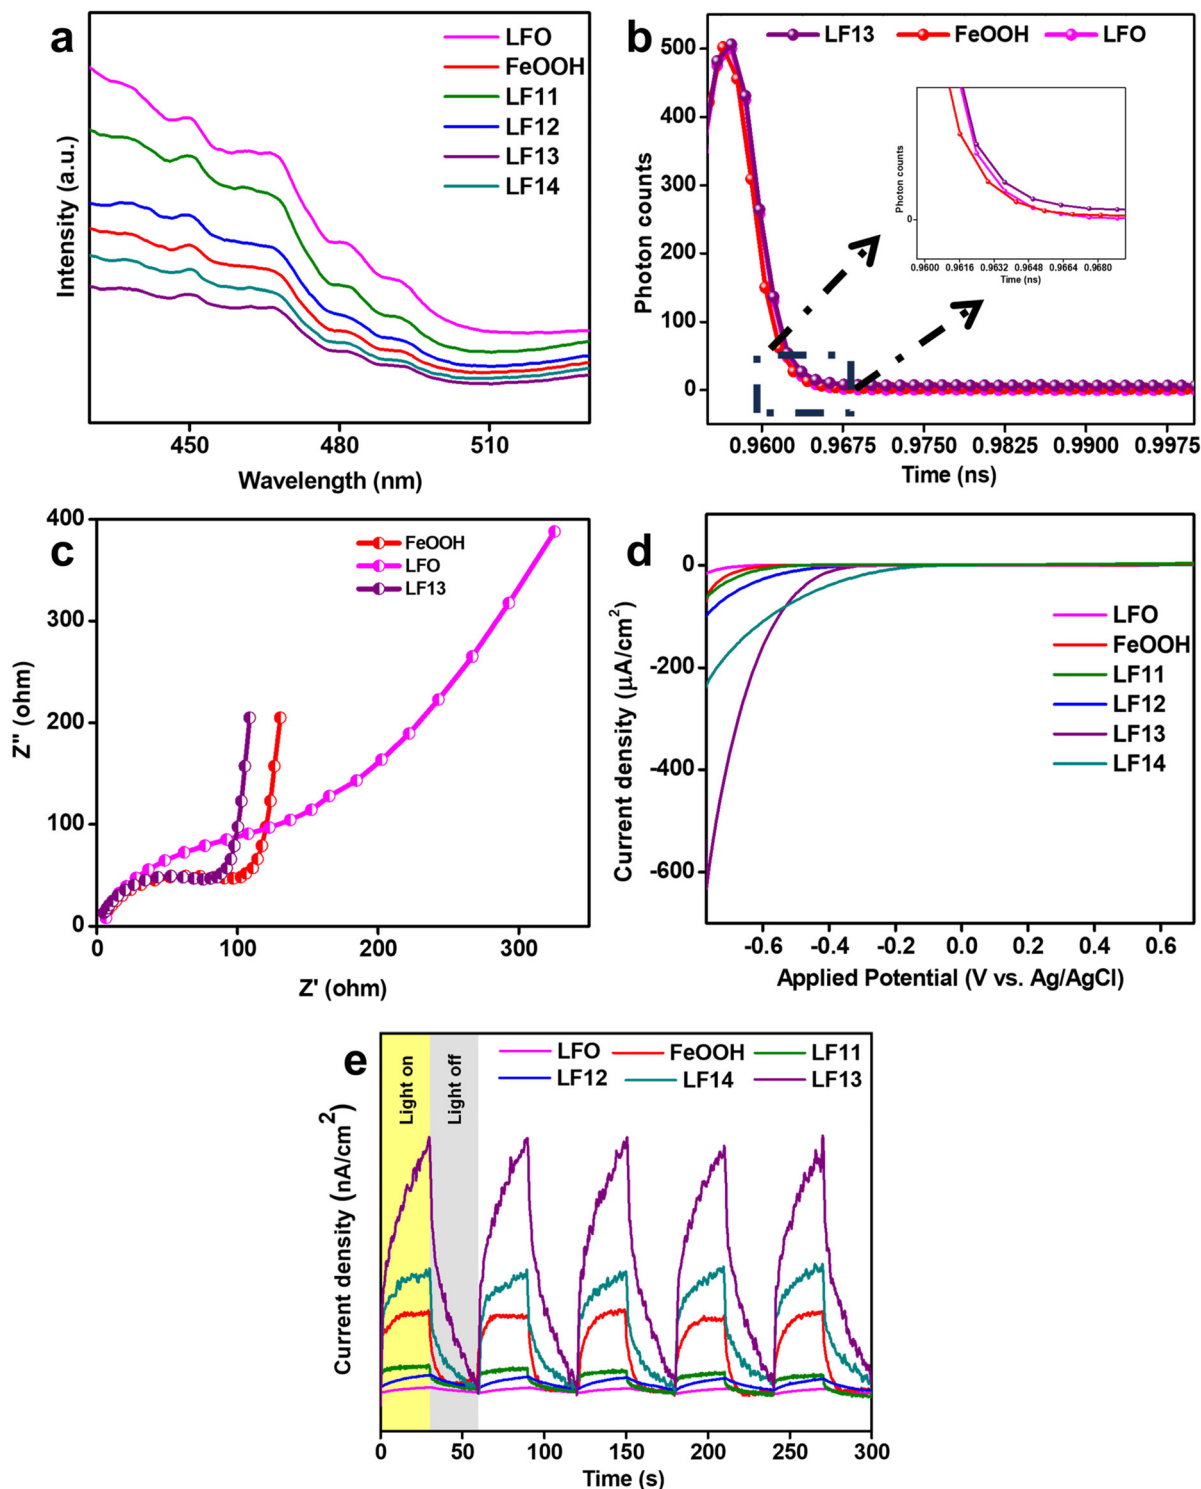 a
LFO
FeOOH
LF11
LF12
LF13
LF14
Intensity (a.u.)
450 480 510
Wavelength (nm)
b
LF13 FeOOH LFO
500
400
300
200
100
0
Photon counts
Photon counts
0
0.9600 0.9616 0.9632 0.9648 0.9664 0.9680
Time (ns)
0.9600 0.9675 0.9750 0.9825 0.9900 0.9975
Time (ns)
c
FeOOH
LFO
LF13
400
300
200
100
0
Z" (ohm)
0 100 200 300
Z' (ohm)
d
0
-200
-400
-600
Current density (µA/cm²)
LFO
FeOOH
LF11
LF12
LF13
LF14
-0.6 -0.4 -0.2 0.0 0.2 0.4 0.6
Applied Potential (V vs. Ag/AgCl)
e
Light on
Light off
LFO FeOOH LF11
LF12 LF14 LF13
Current density (nA/cm²)
0 50 100 150 200 250 300
Time (s)